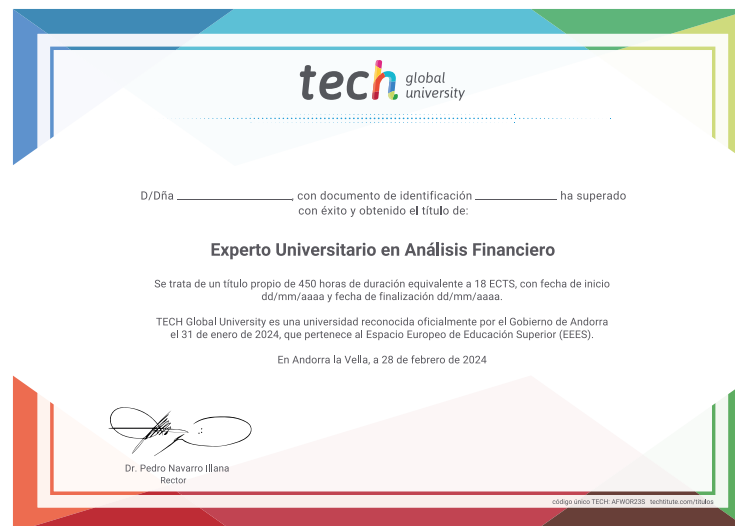 tech global university
D/Dña ____________________, con documento de identificación ______________ ha superado
con éxito y obtenido el título de:
Experto Universitario en Análisis Financiero
Se trata de un título propio de 450 horas de duración equivalente a 18 ECTS, con fecha de inicio
dd/mm/aaaa y fecha de finalización dd/mm/aaaa.
TECH Global University es una universidad reconocida oficialmente por el Gobierno de Andorra
el 31 de enero de 2024, que pertenece al Espacio Europeo de Educación Superior (EEES).
En Andorra la Vella, a 28 de febrero de 2024
Dr. Pedro Navarro Illana
Rector
código único TECH: AFWOR23S techtitute.com/titulos